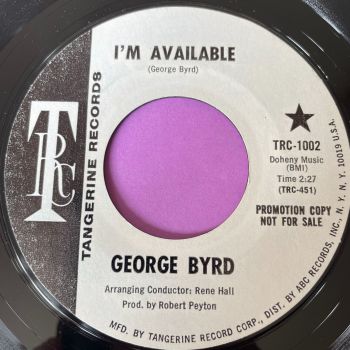 I'M AVAILABLE
(George Byrd)
TRC
TANGERINE RECORDS
TRC-1002
Doheny Music
(BMI)
Time 2:27
(TRC-451)
PROMOTION COPY
NOT FOR SALE
GEORGE BYRD
Arranging Conductor: Rene Hall
Prod. by Robert Peyton
MFD. BY TANGERINE RECORD CORP., DIST. BY ABC RECORDS, INC., N.Y., N.Y. 10019 U.S.A.